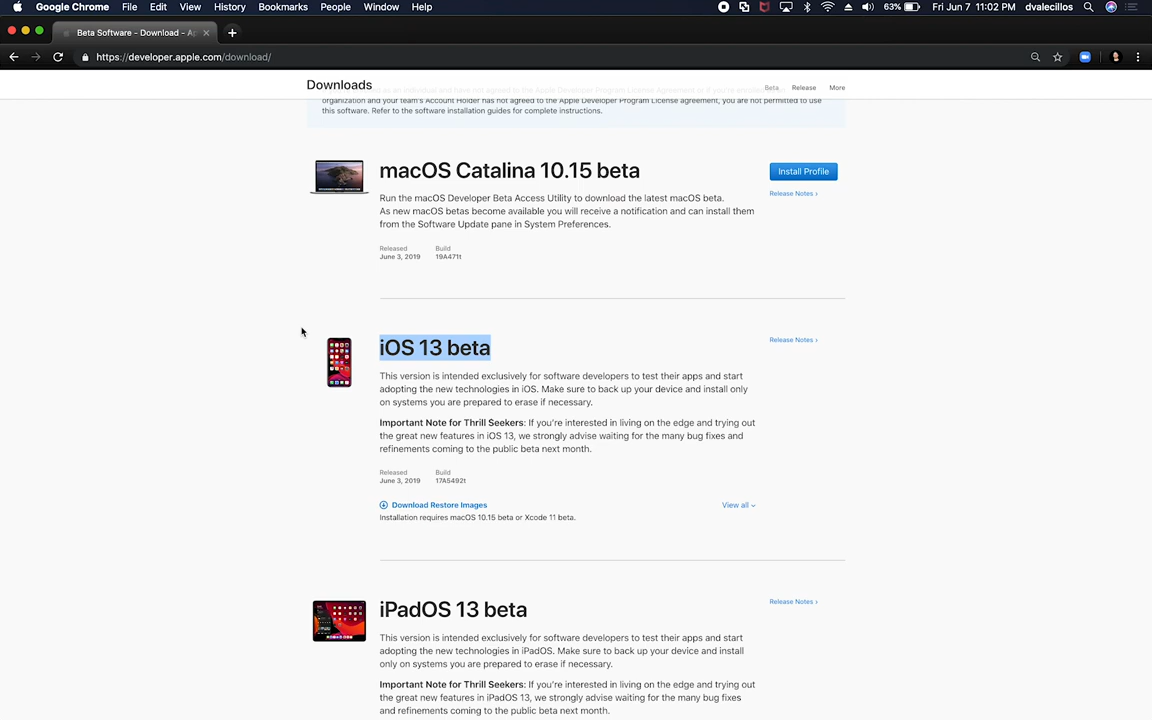 Google Chrome File Edit View History Bookmarks People Window Help 63% Fri Jun 7 11:02 PM dvalecillos
Beta Software - Download - A
https://developer.apple.com/download/
Downloads Beta Release More
organization and your team's Account Holder has not agreed to the Apple Developer Program License agreement, you are not permitted to use
this software. Refer to the software installation guides for complete instructions.
macOS Catalina 10.15 beta
Install Profile
Release Notes ›
Run the macOS Developer Beta Access Utility to download the latest macOS beta.
As new macOS betas become available you will receive a notification and can install them
from the Software Update pane in System Preferences.
Released Build
June 3, 2019 19A471t
iOS 13 beta
Release Notes ›
This version is intended exclusively for software developers to test their apps and start
adopting the new technologies in iOS. Make sure to back up your device and install only
on systems you are prepared to erase if necessary.
Important Note for Thrill Seekers: If you're interested in living on the edge and trying out
the great new features in iOS 13, we strongly advise waiting for the many bug fixes and
refinements coming to the public beta next month.
Released Build
June 3, 2019 17A5492t
Download Restore Images View all
Installation requires macOS 10.15 beta or Xcode 11 beta.
iPadOS 13 beta
Release Notes ›
This version is intended exclusively for software developers to test their apps and start
adopting the new technologies in iPadOS. Make sure to back up your device and install
only on systems you are prepared to erase if necessary.
Important Note for Thrill Seekers: If you're interested in living on the edge and trying out
the great new features in iPadOS 13, we strongly advise waiting for the many bug fixes
and refinements coming to the public beta next month.